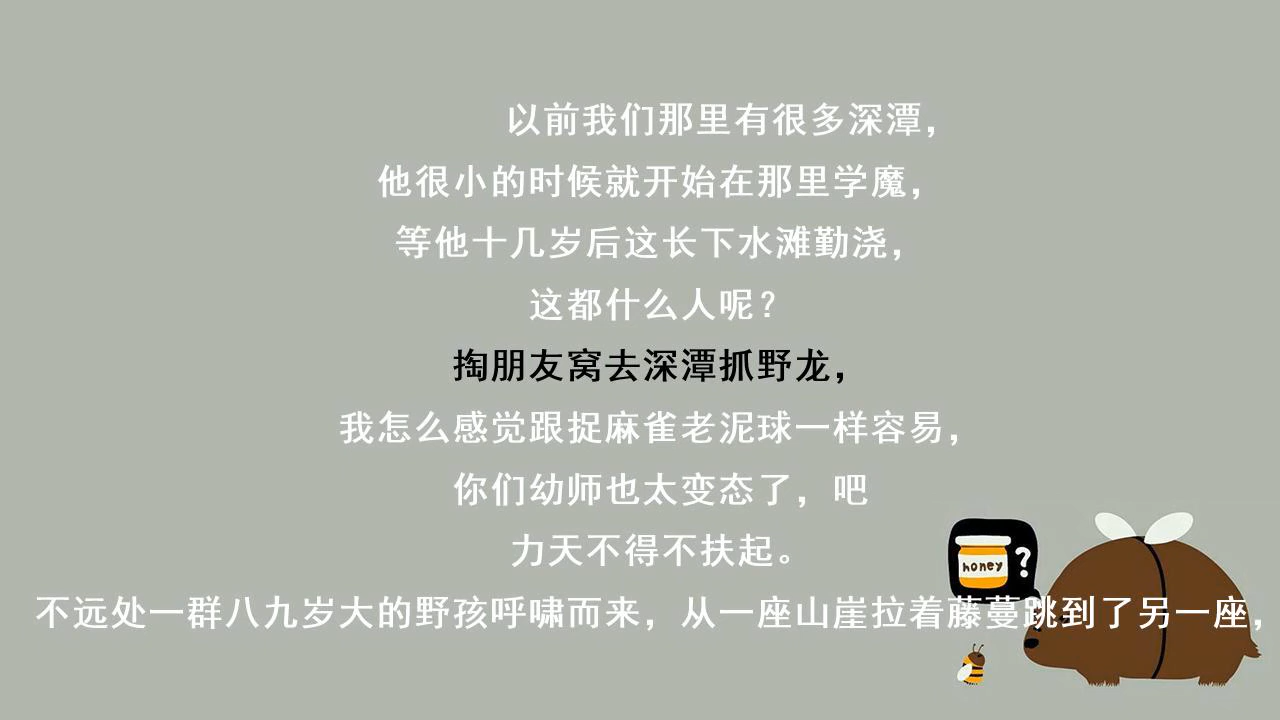 以前我们那里有很多深潭，
他很小的时候就开始在那里学魔，
等他十几岁后这长下水滩勤浇，
这都什么人呢？
掏朋友窝去深潭抓野龙，
我怎么感觉跟捉麻雀老泥球一样容易，
你们幼师也太变态了，吧
力天不得不扶起。
honey ?
不远处一群八九岁大的野孩呼啸而来，从一座山崖拉着藤蔓跳到了另一座，